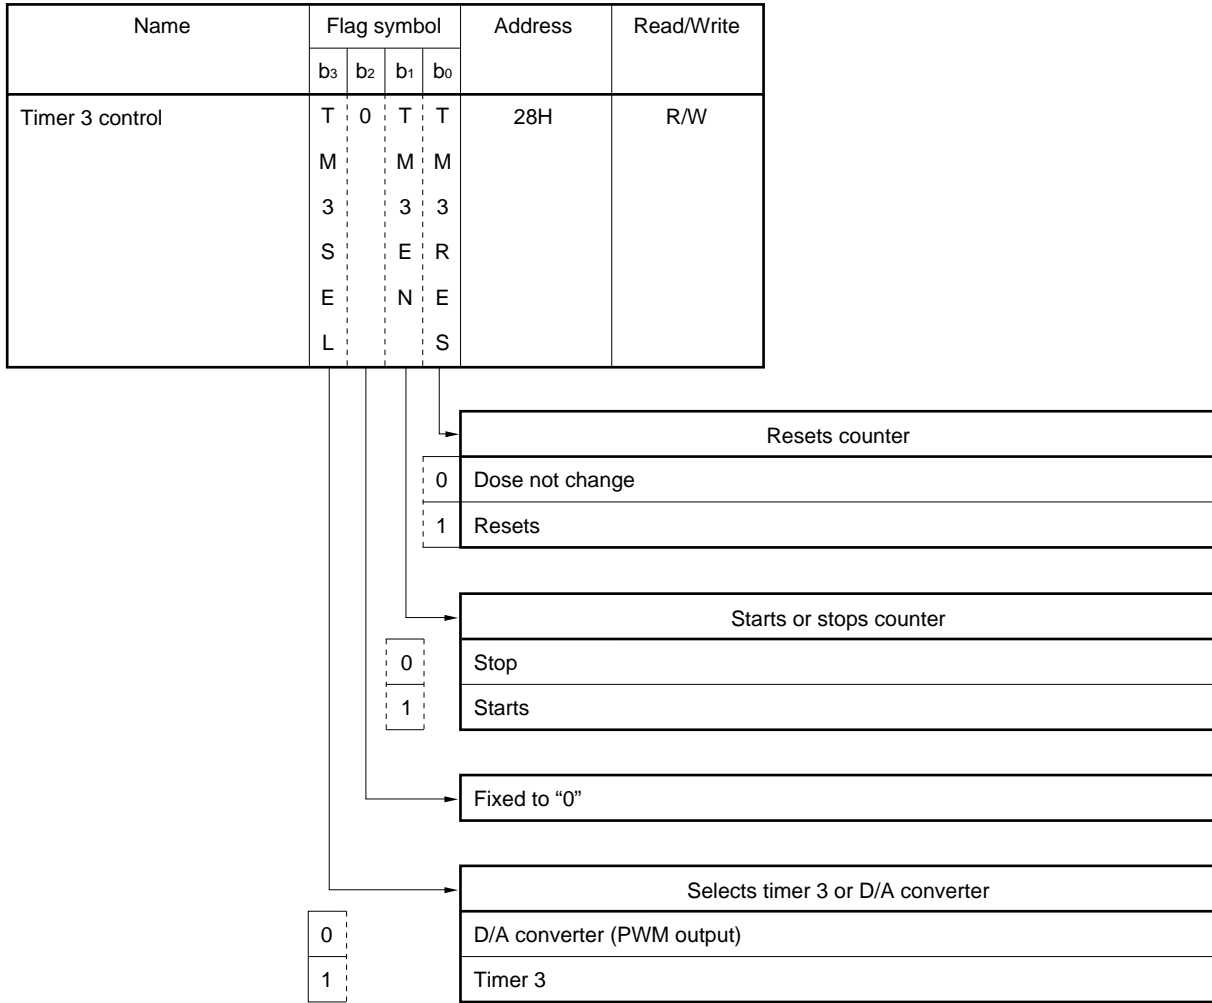 Name Flag symbol Address Read/Write
b3 b2 b1 b0
Timer 3 control T 0 T T 28H R/W
M M M
3 3 3
S E R
E N E
L S
Resets counter
0 Dose not change
1 Resets
Starts or stops counter
0 Stop
1 Starts
Fixed to “0”
Selects timer 3 or D/A converter
0 D/A converter (PWM output)
1 Timer 3